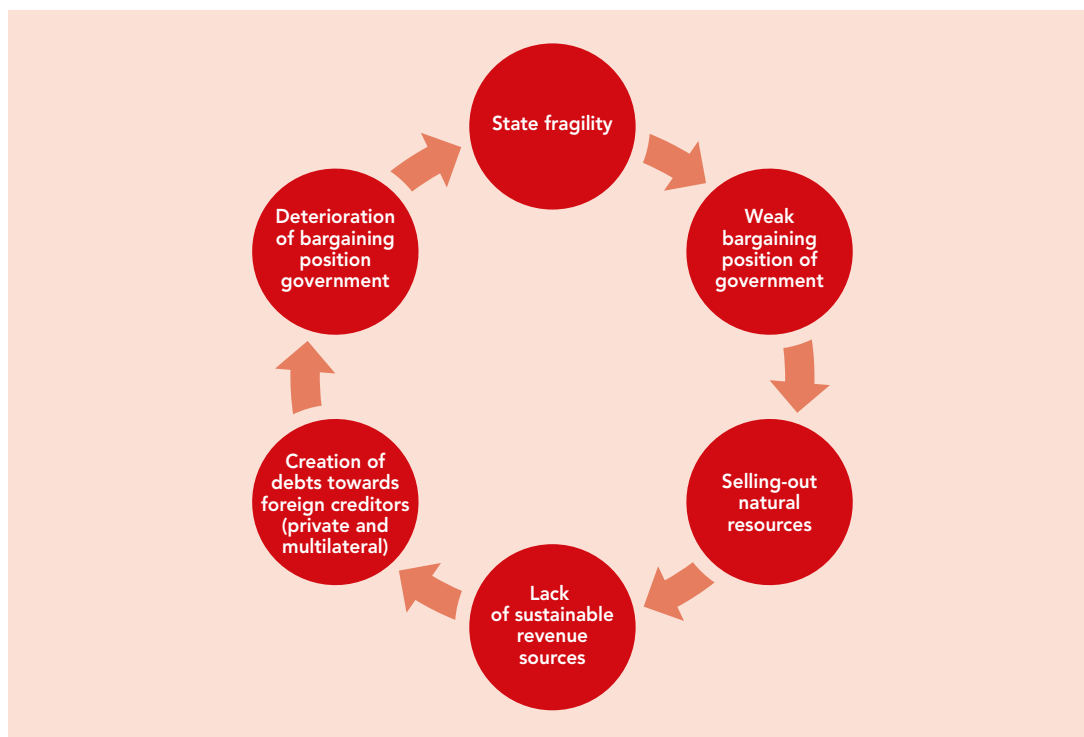 State fragility
Weak
bargaining
position of
government
Selling-out
natural
resources
Lack
of sustainable
revenue
sources
Creation of
debts towards
foreign creditors
(private and
multilateral)
Deterioration
of bargaining
position
government